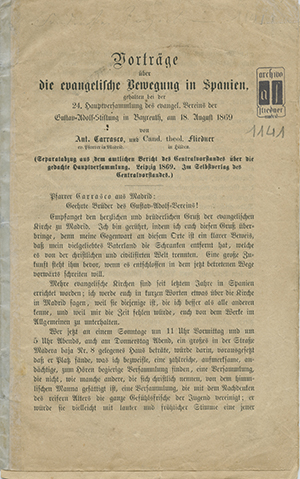 Vorträge
über
die evangelische Bewegung in Spanien,
gehalten bei der
24. Hauptversammlung des evangel. Vereins der
Gustav-Adolf-Stiftung in Bayreuth, am 18. August 1869
von
Ant. Carrasco, und Cand. theol. Fliedner
ev. Pfarrer in Madrid.
(Separatabzug aus dem amtlichen Bericht des Centralvorstandes über die
gedachte Hauptversammlung. Leipzig 1869. Im Selbstverlag des
Centralvorstandes.)
archivo
fliedner
1141
Pfarrer Carrasco aus Madrid:
Geehrte Brüder des Gustav-Adolf-Vereins!
Empfanget den herzlichen und brüderlichen Gruß der evangelischen
Kirche zu Madrid. Ich bin gerührt, indem ich euch diesen Gruß über-
bringe, denn meine Gegenwart an diesem Orte ist ein klarer Beweis,
daß mein vielgeliebtes Vaterland die Schranken entfernt hat, welche
es von der christlichen und civilisirten Welt trennten. Eine große Zu-
kunft steht ihm bevor, wenn es entschlossen in dem jetzt betretenen Wege
vorwärts schreitet.
Mehre evangelische Kirchen sind seit letztem Jahre in Spanien
errichtet worden; ich werde euch in kurzen Worten etwas über die Kirche
in Madrid sagen, weil sie diejenige ist, die ich besser als alle anderen
kenne, und weil mir die Zeit fehlen würde, euch von dem Werke im
Allgemeinen zu unterhalten.
Wer jetzt an einem Sonntage um 11 Uhr Vormittag und um
5 Uhr Abends, auch am Donnerstag Abend, ein großes in der Straße
Madera baja Nr. 8 gelegenes Haus beträte, würde darin, vorausgesetzt
daß er Platz fände, was ich bezweifle, eine zahlreiche, aufmerksame, an-
dächtige, zum Hören begierige Versammlung finden, eine Versammlung,
die nicht, wie manche andere, die sich christlich nennen, von dem himm-
lischen Manna gesättigt ist, eine Versammlung, die mit dem Nachdenken
des reifern Alters die ganze Gefühlsfrische der Jugend vereinigt; er
würde sie vielleicht mit lauter und fröhlicher Stimme eine jener